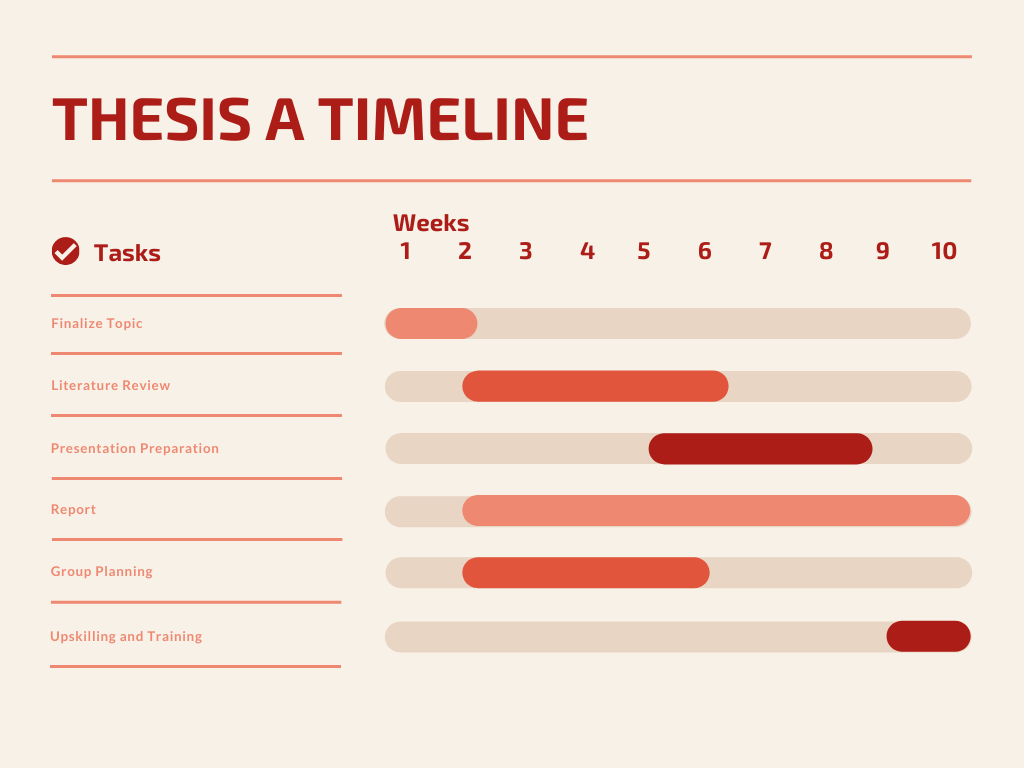 THESIS A TIMELINE
Weeks
Tasks
1 2 3 4 5 6 7 8 9 10
Finalize Topic
Literature Review
Presentation Preparation
Report
Group Planning
Upskilling and Training